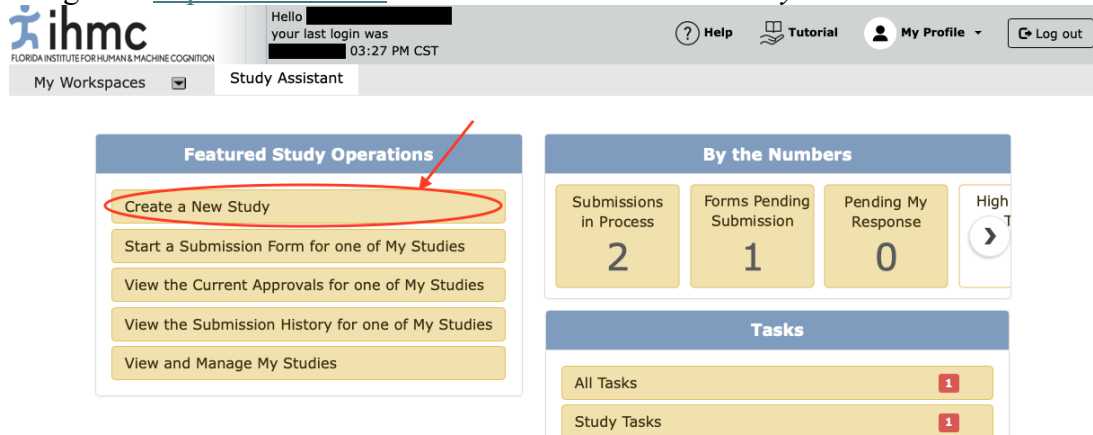 Hello
your last login was
03:27 PM CST
ihmc
FLORIDA INSTITUTE FOR HUMAN & MACHINE COGNITION
Help
Tutorial
My Profile
Log out
My Workspaces
Study Assistant
Featured Study Operations
Create a New Study
Start a Submission Form for one of My Studies
View the Current Approvals for one of My Studies
View the Submission History for one of My Studies
View and Manage My Studies
By the Numbers
Submissions
in Process
2
Forms Pending
Submission
1
Pending My
Response
0
High
Tasks
All Tasks
1
Study Tasks
1